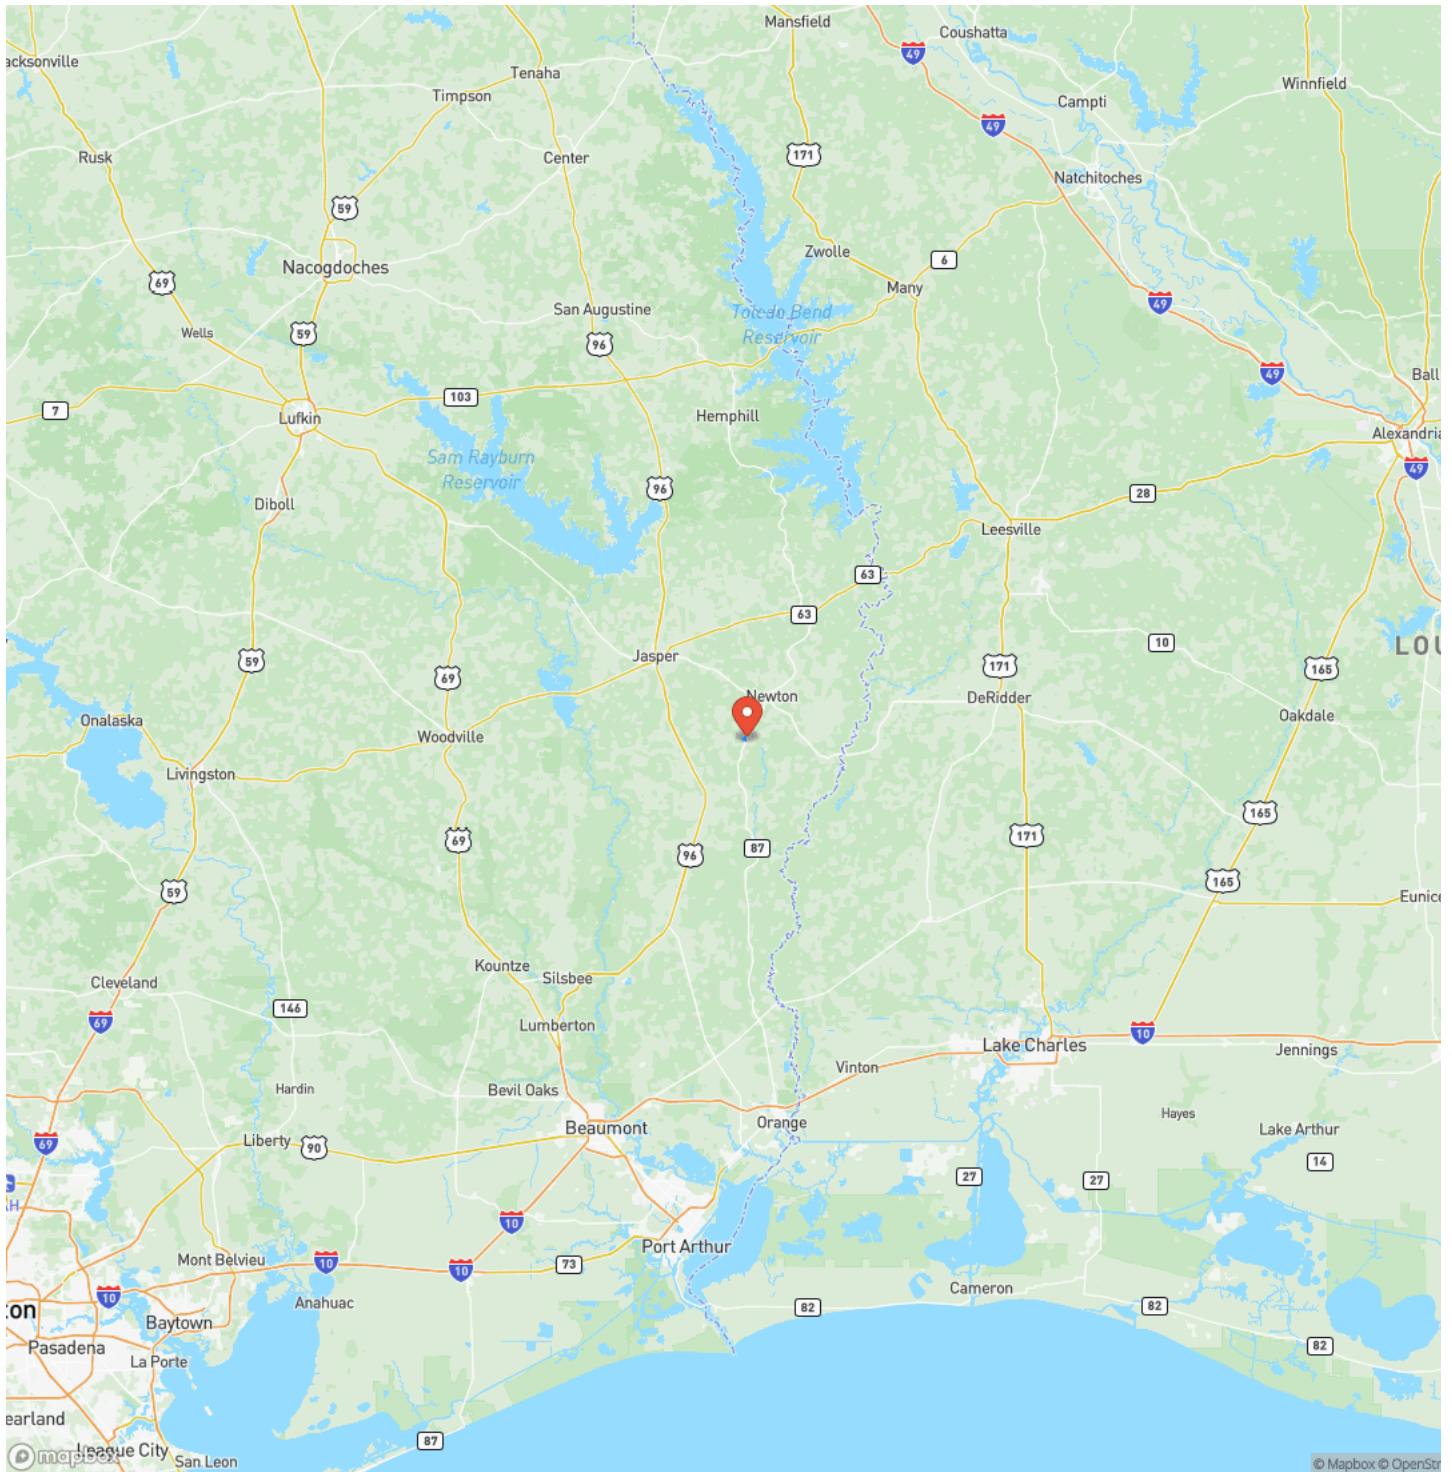 Mansfield
Coushatta
49
acksonville
Tenaha
Winnfield
Timpson
Campti
49
171
Rusk
Center
Natchitoches
59
Zwolle
6
Nacogdoches
69
Many
49
San Augustine
Toledo Bend
Reservoir
Wells
59
96
49
Ball
103
7
Hemphill
Lufkin
Alexandria
Sam Rayburn
Reservoir
49
96
28
Diboll
Leesville
63
63
10
LOU
Jasper
59
171
165
69
Newton
DeRidder
Onalaska
Oakdale
Woodville
Livingston
165
171
69
87
96
165
59
Eunice
Kountze
Silsbee
Cleveland
146
69
Lumberton
10
Lake Charles
Jennings
Vinton
Hardin
Bevil Oaks
Hayes
Orange
Beaumont
Lake Arthur
69
Liberty
90
14
27
27
AH
10
Port Arthur
Mont Belvieu
10
10
73
Cameron
10
Anahuac
82
82
ton
Baytown
82
Pasadena
La Porte
earland
87
League City
mapbox
San Leon
© Mapbox © OpenStr